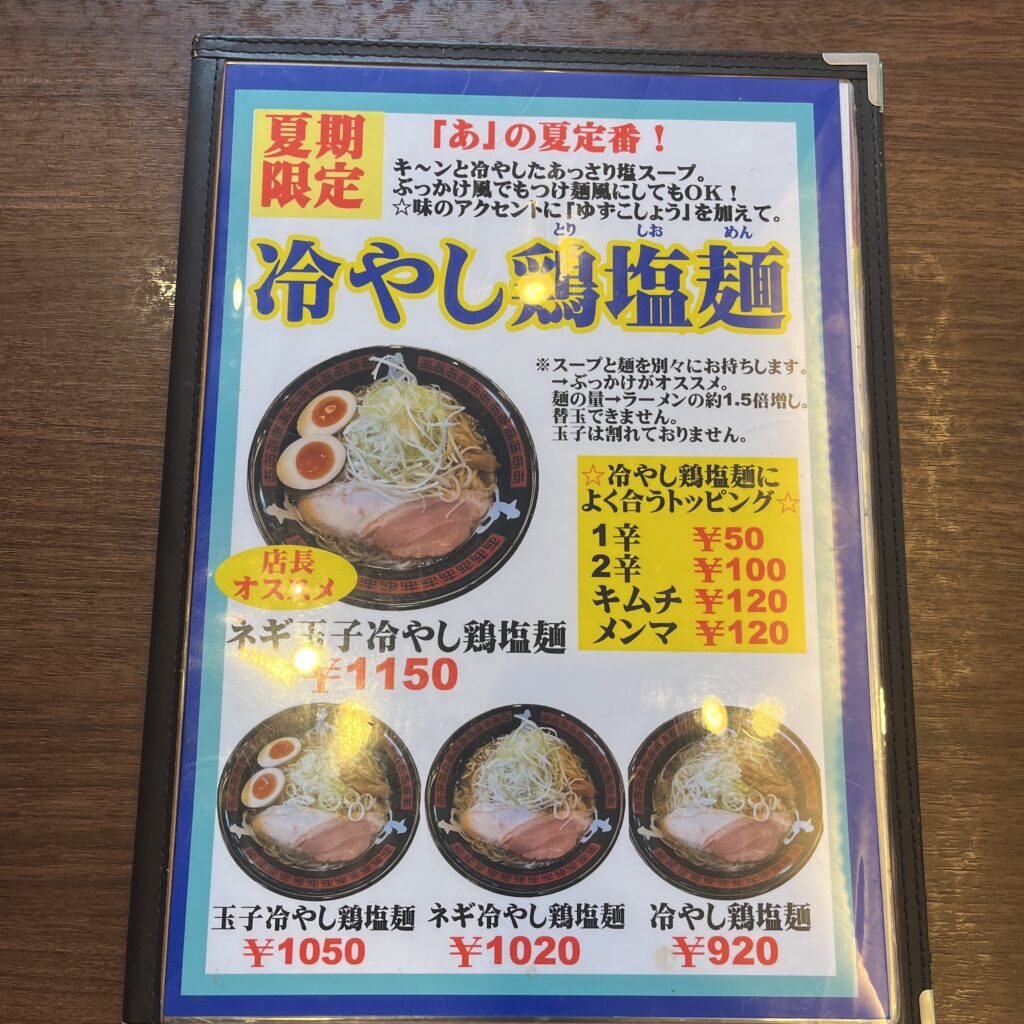 夏期
限定
「あ」の夏定番！
キ～ンと冷やしたあっさり塩スープ。
ぶっかけ風でもつけ麺風にしてもOK！
☆味のアクセントに「ゆずこしょう」を加えて。
とり しお めん
冷やし鶏塩麺
※スープと麺を別々にお持ちします。
→ぶっかけがオススメ。
麺の量→ラーメンの約1.5倍増し。
替玉できません。
玉子は割れておりません。
☆冷やし鶏塩麺に
よく合うトッピング☆
1辛 ￥50
2辛 ￥100
キムチ ￥120
メンマ ￥120
店長
オススメ
ネギ玉子冷やし鶏塩麺
￥1150
玉子冷やし鶏塩麺
￥1050
ネギ冷やし鶏塩麺
￥1020
冷やし鶏塩麺
￥920